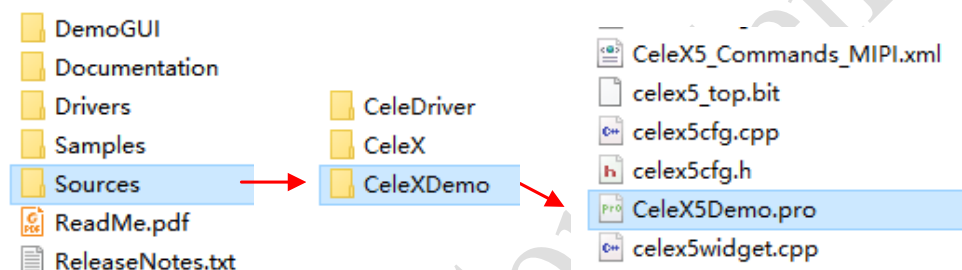 DemoGUI
Documentation
Drivers
Samples
Sources
ReadMe.pdf
ReleaseNotes.txt
CeleDriver
CeleX
CeleXDemo
CeleX5_Commands_MIPI.xml
celex5_top.bit
celex5cfg.cpp
celex5cfg.h
CeleX5Demo.pro
celex5widget.cpp